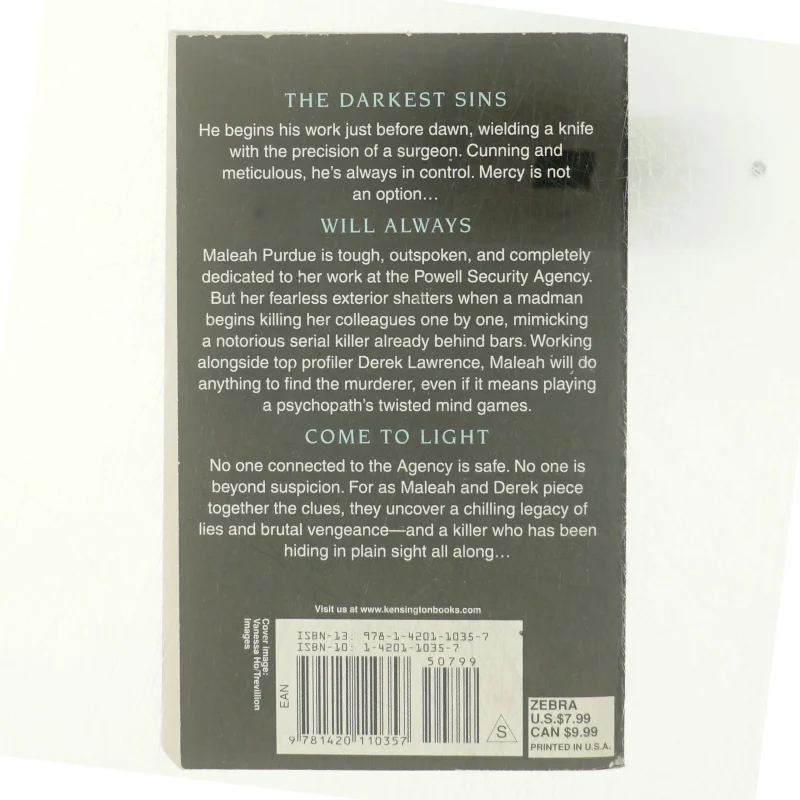 THE DARKEST SINS
He begins his work just before dawn, wielding a knife
with the precision of a surgeon. Cunning and
meticulous, he's always in control. Mercy is not
an option...
WILL ALWAYS
Maleah Purdue is tough, outspoken, and completely
dedicated to her work at the Powell Security Agency.
But her fearless exterior shatters when a madman
begins killing her colleagues one by one, mimicking
a notorious serial killer already behind bars. Working
alongside top profiler Derek Lawrence, Maleah will do
anything to find the murderer, even if it means playing
a psychopath's twisted mind games.
COME TO LIGHT
No one connected to the Agency is safe. No one is
beyond suspicion. For as Maleah and Derek piece
together the clues, they uncover a chilling legacy of
lies and brutal vengeance—and a killer who has been
hiding in plain sight all along...
Visit us at www.kensingtonbooks.com
Cover image:
Vanessa Ho/Trevillion
Images
ISBN-13: 978-1-4201-1035-7
ISBN-10: 1-4201-1035-7
50799
EAN
9 781420 110357
S
ZEBRA
U.S.$7.99
CAN $9.99
PRINTED IN U.S.A.